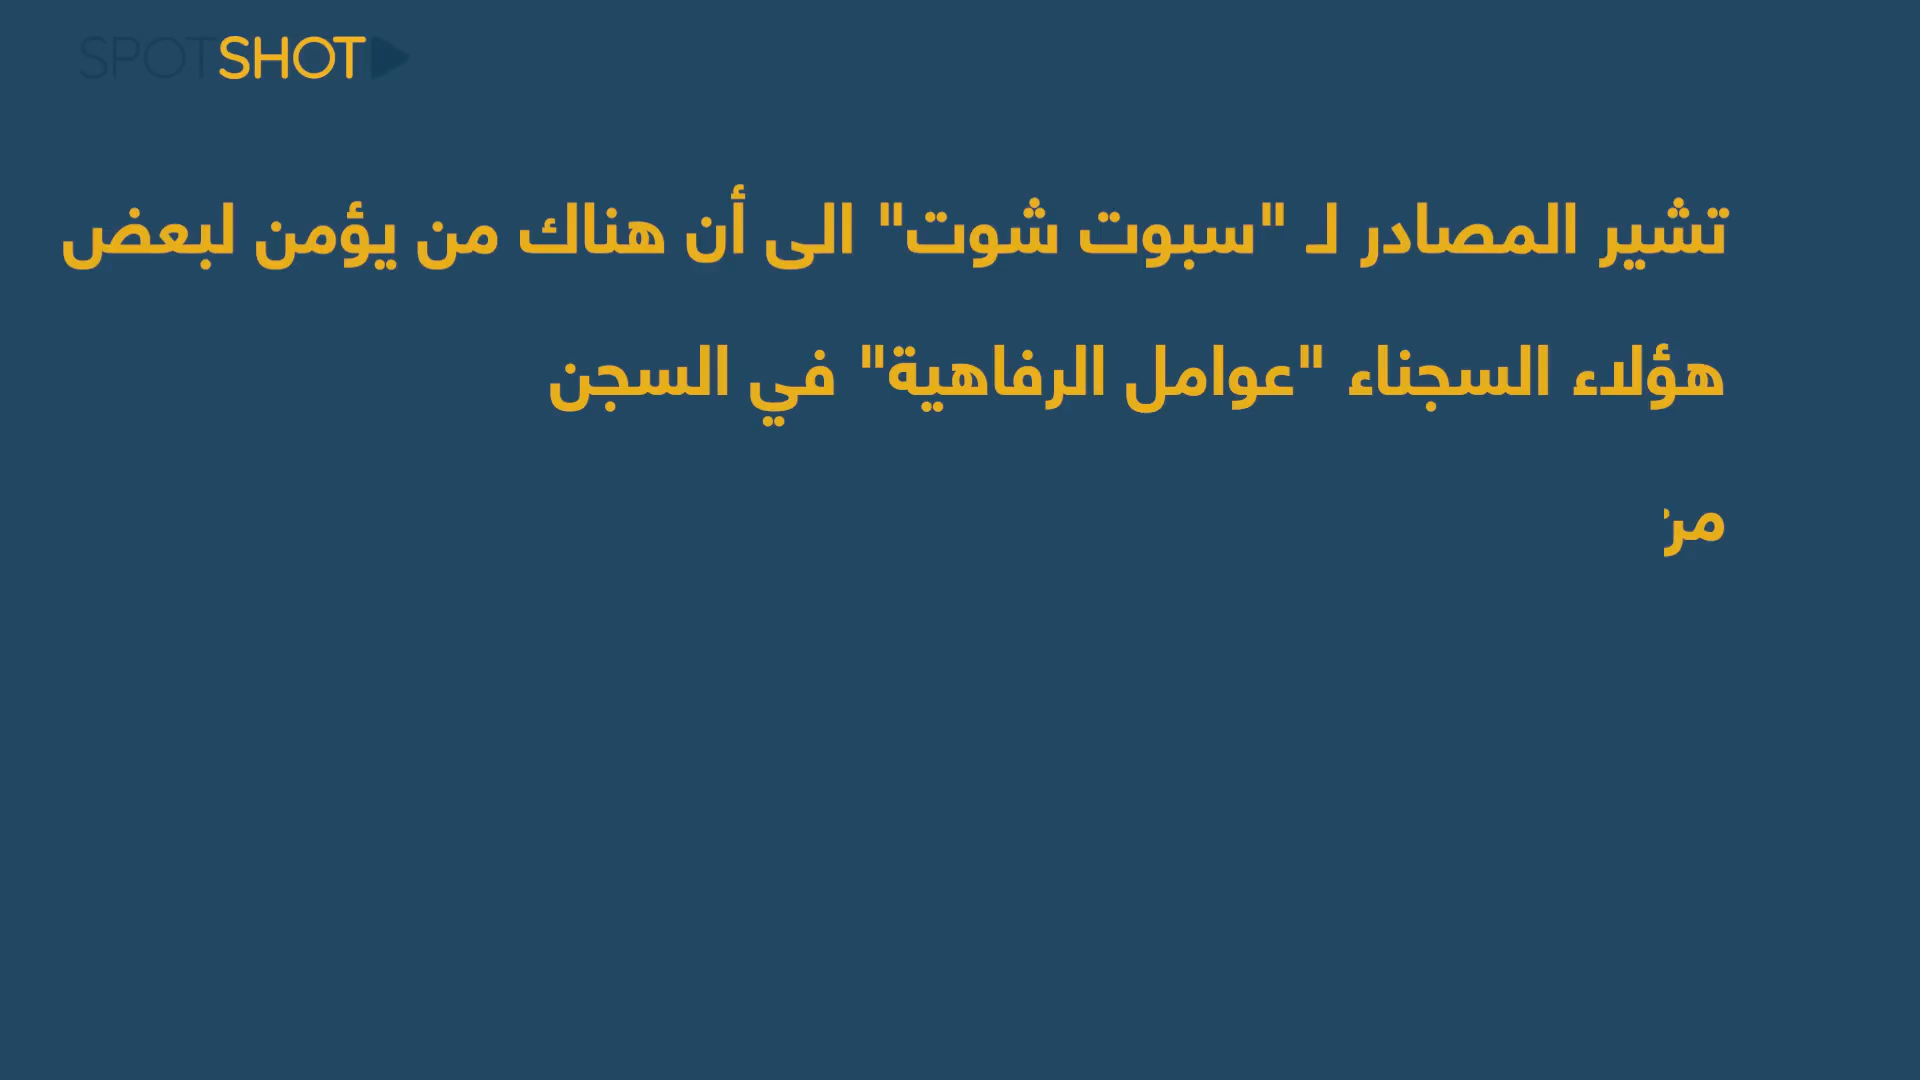 SPOTSHOT
تشير المصادر لـ "سبوت شوت" الى أن هناك من يؤمن لبعض
هؤلاء السجناء "عوامل الرفاهية" في السجن